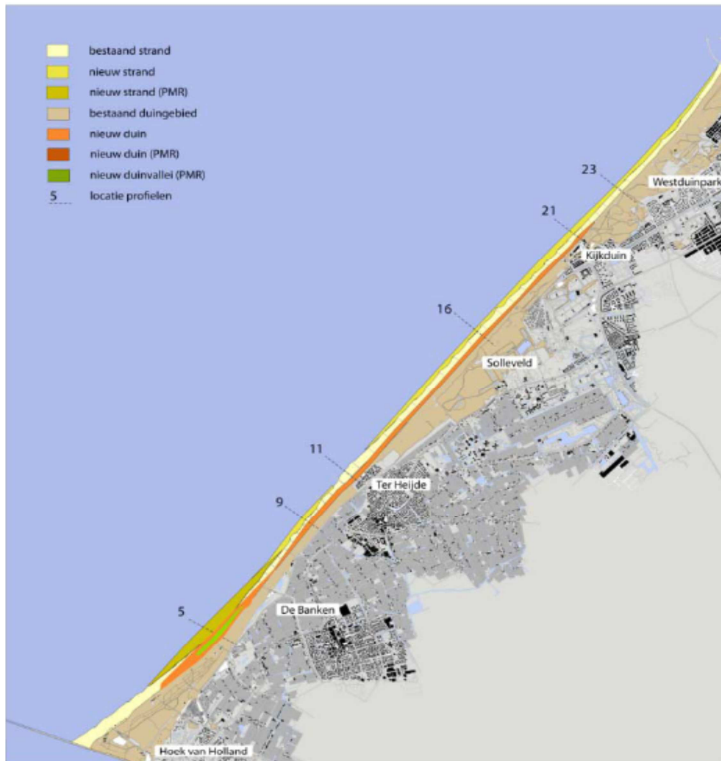 bestaand strand
nieuw strand
nieuw strand (PMR)
bestaand duingebied
nieuw duin
nieuw duin (PMR)
nieuw duinvallei (PMR)
5 locatie profielen
23
Westduinpark
21
Kijkduin
16
Solleveld
11
Ter Heijde
9
De Banken
5
Hoek van Holland